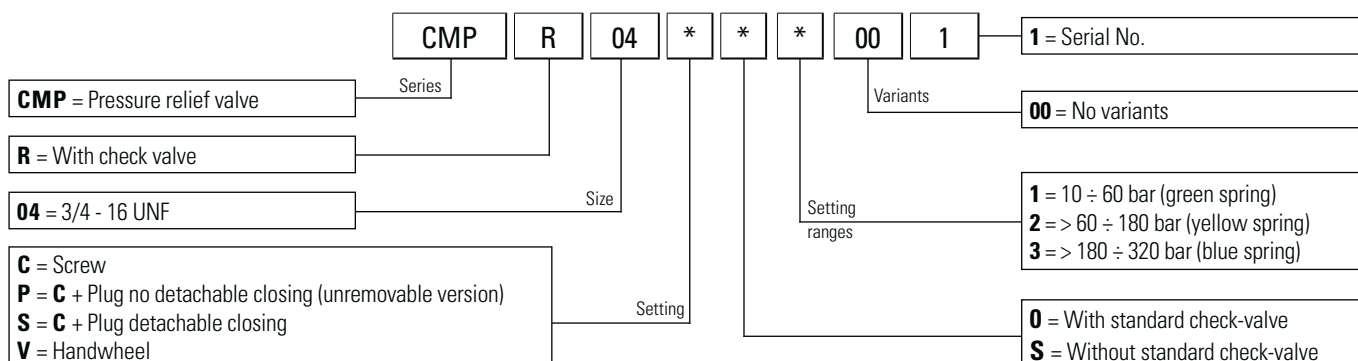 CMP R 04 * * * 00 1
1 = Serial No.
Series
CMP = Pressure relief valve
Variants
00 = No variants
R = With check valve
Size
04 = 3/4 - 16 UNF
Setting
ranges
1 = 10 ÷ 60 bar (green spring)
2 = > 60 ÷ 180 bar (yellow spring)
3 = > 180 ÷ 320 bar (blue spring)
C = Screw
P = C + Plug no detachable closing (unremovable version)
S = C + Plug detachable closing
V = Handwheel
Setting
0 = With standard check-valve
S = Without standard check-valve